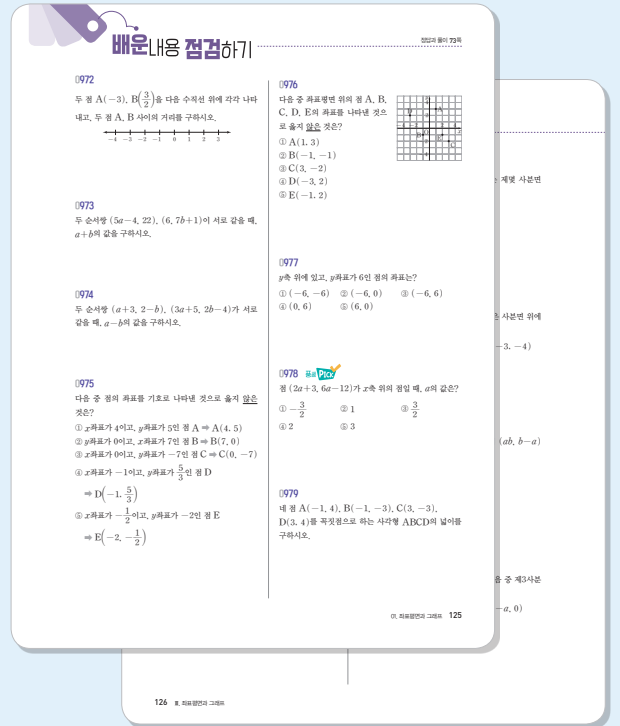 배운내용 점검하기
정답과 풀이 73쪽
0972
두 점 A(-3), B(3/2)을 다음 수직선 위에 각각 나타
내고, 두 점 A, B 사이의 거리를 구하시오.
-4 -3 -2 -1 0 1 2 3
0973
두 순서쌍 (5a-4, 22), (6, 7b+1)이 서로 같을 때,
a+b의 값을 구하시오.
0974
두 순서쌍 (a+3, 2-b), (3a+5, 2b-4)가 서로
같을 때, a-b의 값을 구하시오.
0975
다음 중 점의 좌표를 기호로 나타낸 것으로 옳지 않은
것은?
① x좌표가 4이고, y좌표가 5인 점 A ⇒ A(4, 5)
② y좌표가 0이고, x좌표가 7인 점 B ⇒ B(7, 0)
③ x좌표가 0이고, y좌표가 -7인 점 C ⇒ C(0, -7)
④ x좌표가 -1이고, y좌표가 5/3인 점 D
⇒ D(-1, 5/3)
⑤ x좌표가 -1/2이고, y좌표가 -2인 점 E
⇒ E(-2, -1/2)
0976
다음 중 좌표평면 위의 점 A, B,
C, D, E의 좌표를 나타낸 것으
로 옳지 않은 것은?
① A(1, 3)
② B(-1, -1)
③ C(3, -2)
④ D(-3, 2)
⑤ E(-1, 2)
0977
y축 위에 있고, y좌표가 6인 점의 좌표는?
① (-6, -6) ② (-6, 0) ③ (-6, 6)
④ (0, 6) ⑤ (6, 0)
0978 PICK
점 (2a+3, 6a-12)가 x축 위의 점일 때, a의 값은?
① -3/2 ② 1 ③ 3/2
④ 2 ⑤ 3
0979
네 점 A(-1, 4), B(-1, -3), C(3, -3),
D(3, 4)를 꼭짓점으로 하는 사각형 ABCD의 넓이를
구하시오.
01. 좌표평면과 그래프 125
제몇 사분면
사분면 위에
-3, -4)
(ab, b-a)
중 제3사분
-a, 0)
126 Ⅲ. 좌표평면과 그래프